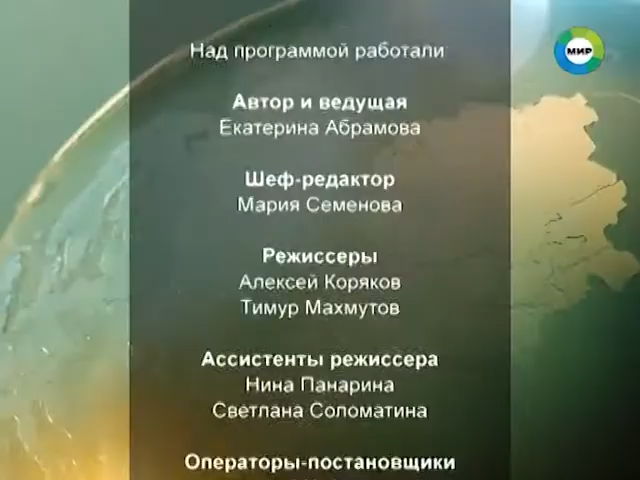 Над программой работали
мир
Автор и ведущая
Екатерина Абрамова
Шеф-редактор
Мария Семенова
Режиссеры
Алексей Коряков
Тимур Махмутов
Ассистенты режиссера
Нина Панарина
Светлана Соломатина
Операторы-постановщики